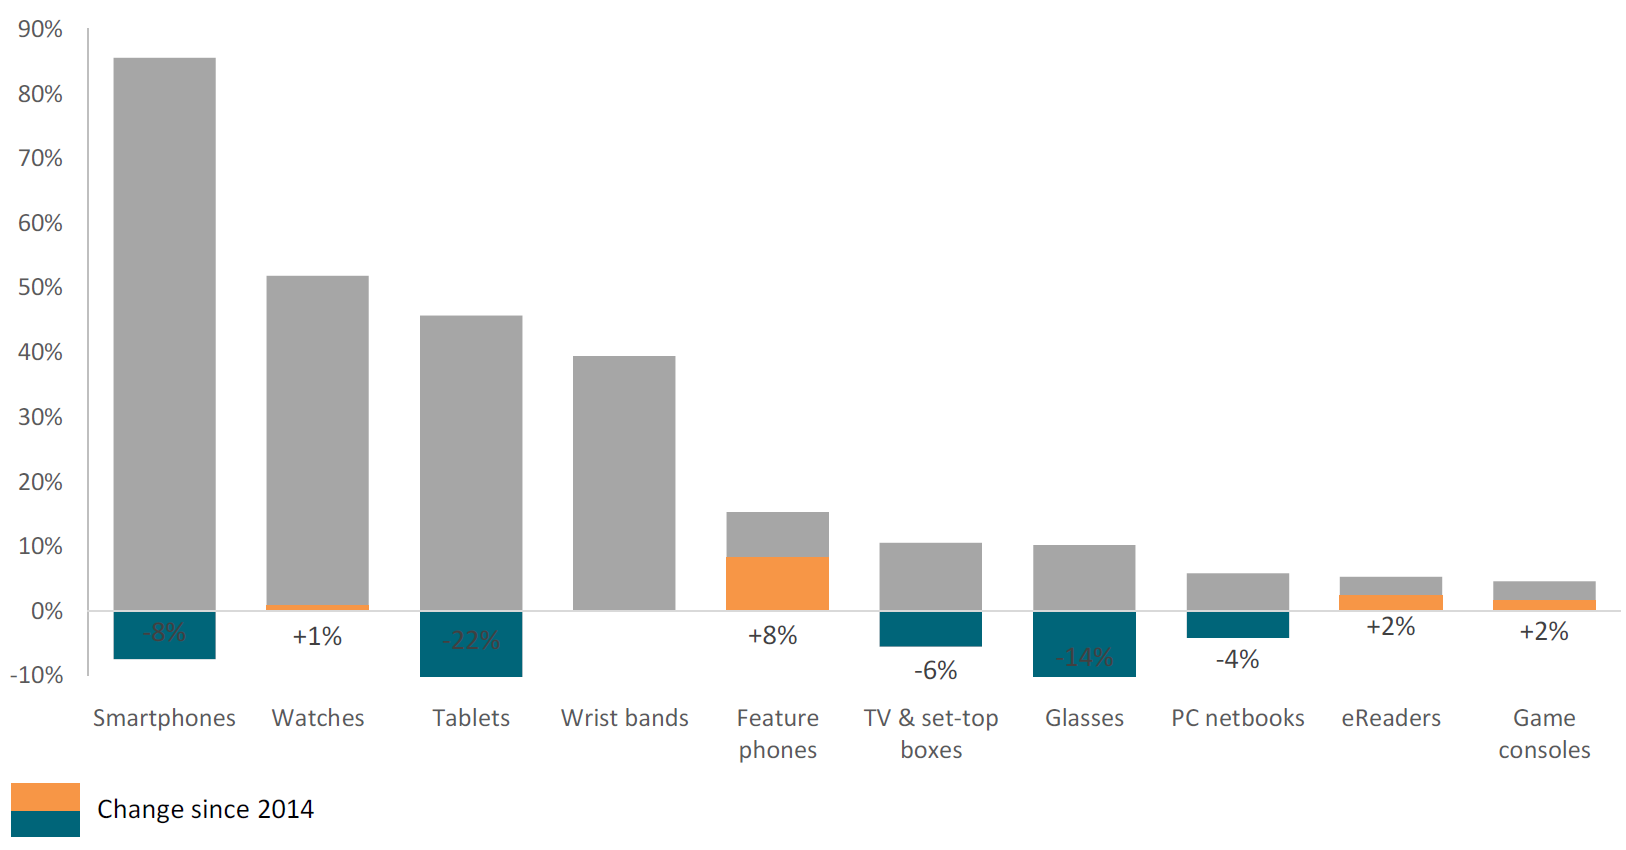 90%
80%
70%
60%
50%
40%
30%
20%
10%
0%
-10%
-8%
+1%
-22%
+8%
-6%
-14%
-4%
+2%
+2%
Smartphones
Watches
Tablets
Wrist bands
Feature
phones
TV & set-top
boxes
Glasses
PC netbooks
eReaders
Game
consoles
Change since 2014